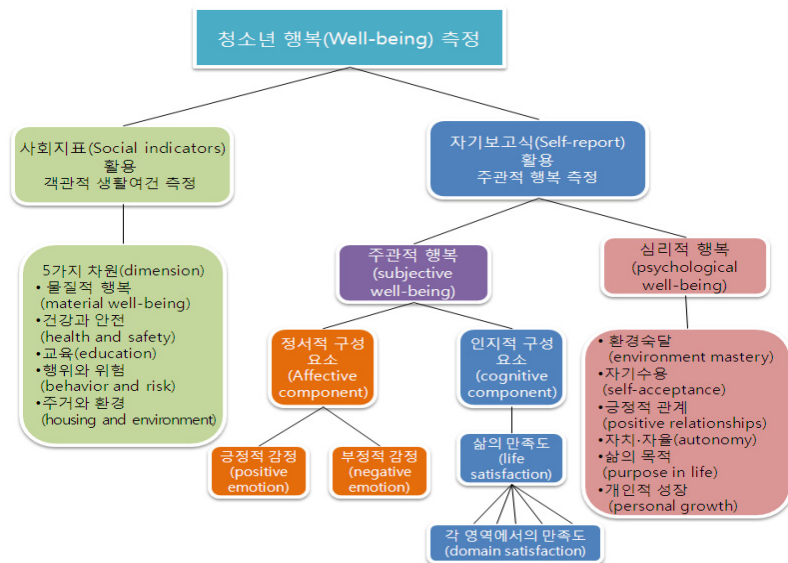 청소년 행복(Well-being) 측정
사회지표(Social indicators)
활용
객관적 생활여건 측정
자기보고식(Self-report)
활용
주관적 행복 측정
5가지 차원(dimension)
• 물질적 행복
(material well-being)
•건강과 안전
(health and safety)
•교육(education)
•행위와 위험
(behavior and risk)
•주거와 환경
(housing and environment)
주관적 행복
(subjective
well-being)
심리적 행복
(psychological
well-being)
정서적 구성
요소
(Affective
component)
인지적 구성
요소
(cognitive
component)
긍정적 감정
(positive
emotion)
부정적 감정
(negative
emotion)
삶의 만족도
(life
satisfaction)
각 영역에서의 만족도
(domain satisfaction)
• 환경숙달
(environment mastery)
•자기수용
(self-acceptance)
•긍정적 관계
(positive relationships)
•자치·자율(autonomy)
•삶의 목적
(purpose in life)
•개인적 성장
(personal growth)